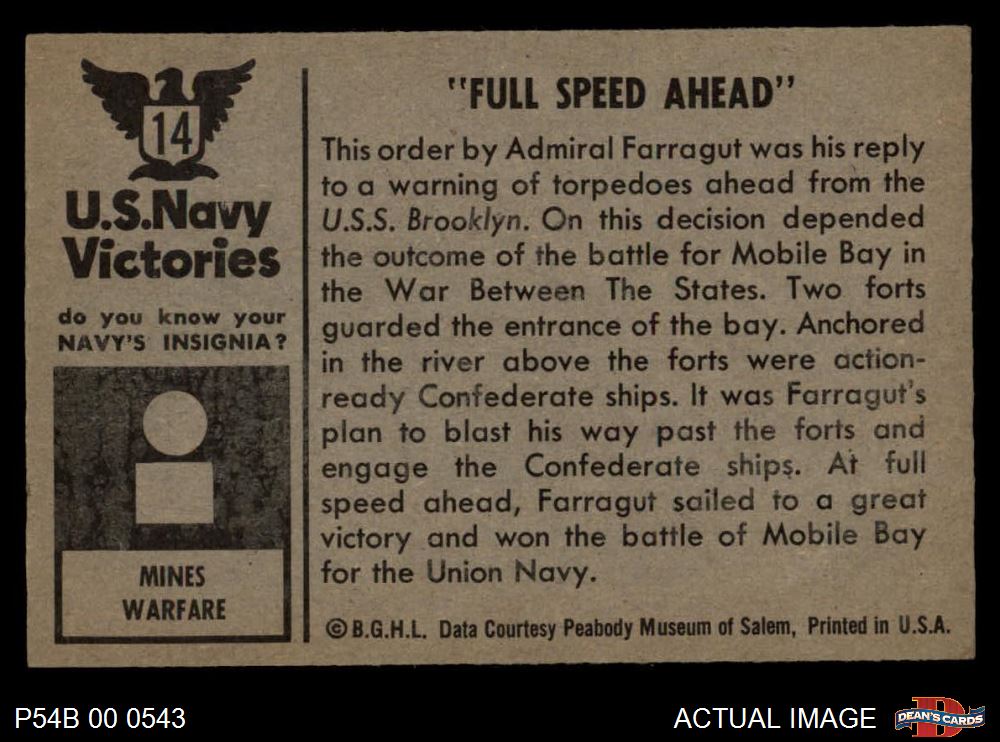 14
U.S.Navy
Victories
do you know your
NAVY'S INSIGNIA?
MINES
WARFARE
"FULL SPEED AHEAD"
This order by Admiral Farragut was his reply
to a warning of torpedoes ahead from the
U.S.S. Brooklyn. On this decision depended
the outcome of the battle for Mobile Bay in
the War Between The States. Two forts
guarded the entrance of the bay. Anchored
in the river above the forts were action-
ready Confederate ships. It was Farragut's
plan to blast his way past the forts and
engage the Confederate ships. At full
speed ahead, Farragut sailed to a great
victory and won the battle of Mobile Bay
for the Union Navy.
©B.G.H.L. Data Courtesy Peabody Museum of Salem, Printed in U.S.A.
P54B 00 0543
ACTUAL IMAGE
D
DEAN'S CARDS